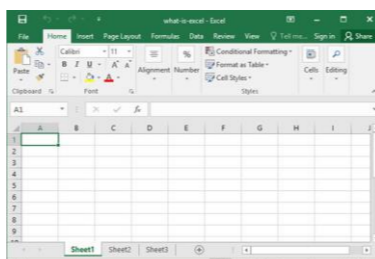 what-is-excel - Excel
File Home Insert Page Layout Formulas Data Review View Tell me... Sign in Share
Paste
Calibri 11
B I U A A
A
Alignment
Number
%
Conditional Formatting
Format as Table
Cell Styles
Cells
Editing
Clipboard Font Styles
A1 fx
A B C D E F G H I J
1
2
3
4
5
6
7
8
9
Sheet1 Sheet2 Sheet3